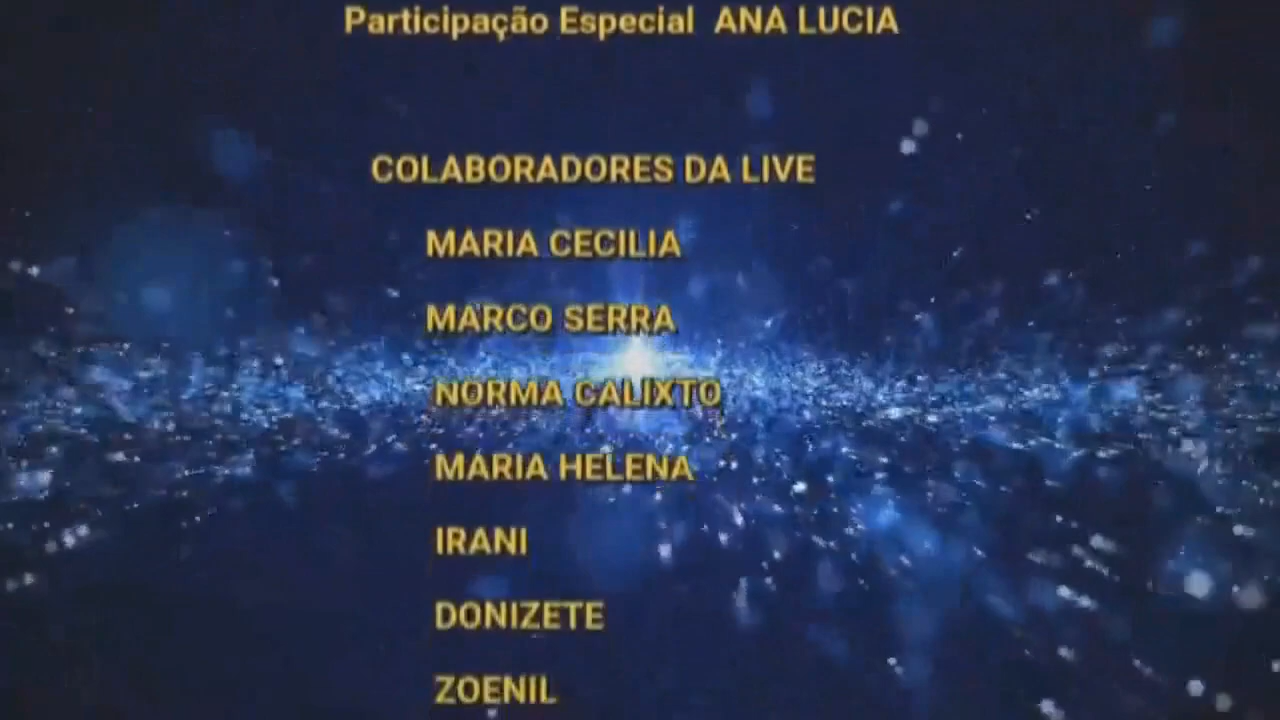 Participação Especial ANA LUCIA
COLABORADORES DA LIVE
MARIA CECILIA
MARCO SERRA
NORMA CALIXTO
MARIA HELENA
IRANI
DONIZETE
ZOENIL